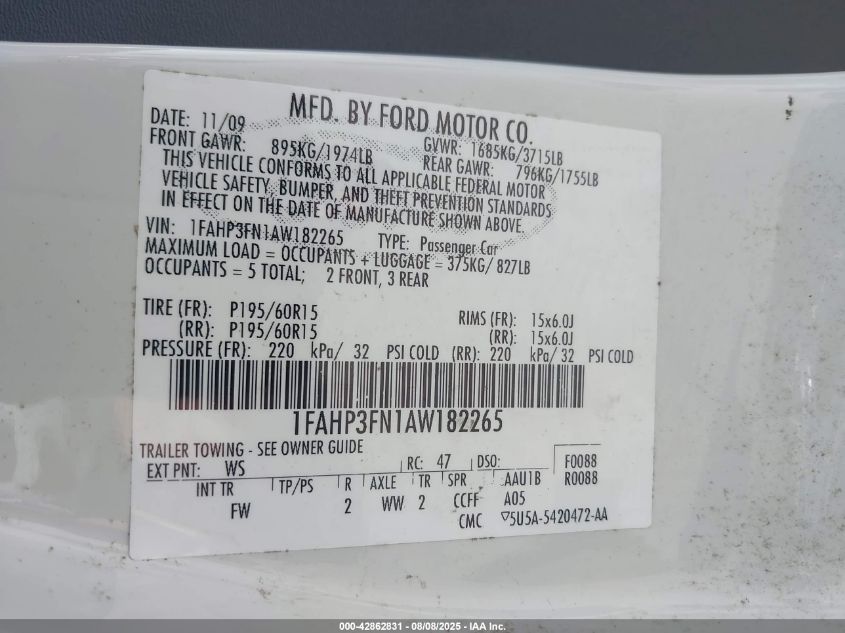 MFD. BY FORD MOTOR CO.
DATE: 11/09 GVWR: 1685KG/3715LB
FRONT GAWR: 895KG/1974LB REAR GAWR: 796KG/1755LB
THIS VEHICLE CONFORMS TO ALL APPLICABLE FEDERAL MOTOR
VEHICLE SAFETY, BUMPER, AND THEFT PREVENTION STANDARDS
IN EFFECT ON THE DATE OF MANUFACTURE SHOWN ABOVE.
VIN: 1FAHP3FN1AW182265 TYPE: Passenger Car
MAXIMUM LOAD = OCCUPANTS + LUGGAGE = 375KG/ 827LB
OCCUPANTS = 5 TOTAL; 2 FRONT, 3 REAR
TIRE (FR): P195/60R15 RIMS (FR): 15x6.0J
(RR): P195/60R15 (RR): 15x6.0J
PRESSURE (FR): 220 kPa/ 32 PSI COLD (RR): 220 kPa/ 32 PSI COLD
1FAHP3FN1AW182265
TRAILER TOWING - SEE OWNER GUIDE
EXT PNT: WS RC: 47 DSO: F0088
R0088
INT TR TP/PS R AXLE TR SPR AAU1B
FW 2 WW 2 CCFF A05
CMC ▽5U5A-5420472-AA
000-42862831 - 08/08/2025 - IAA Inc.